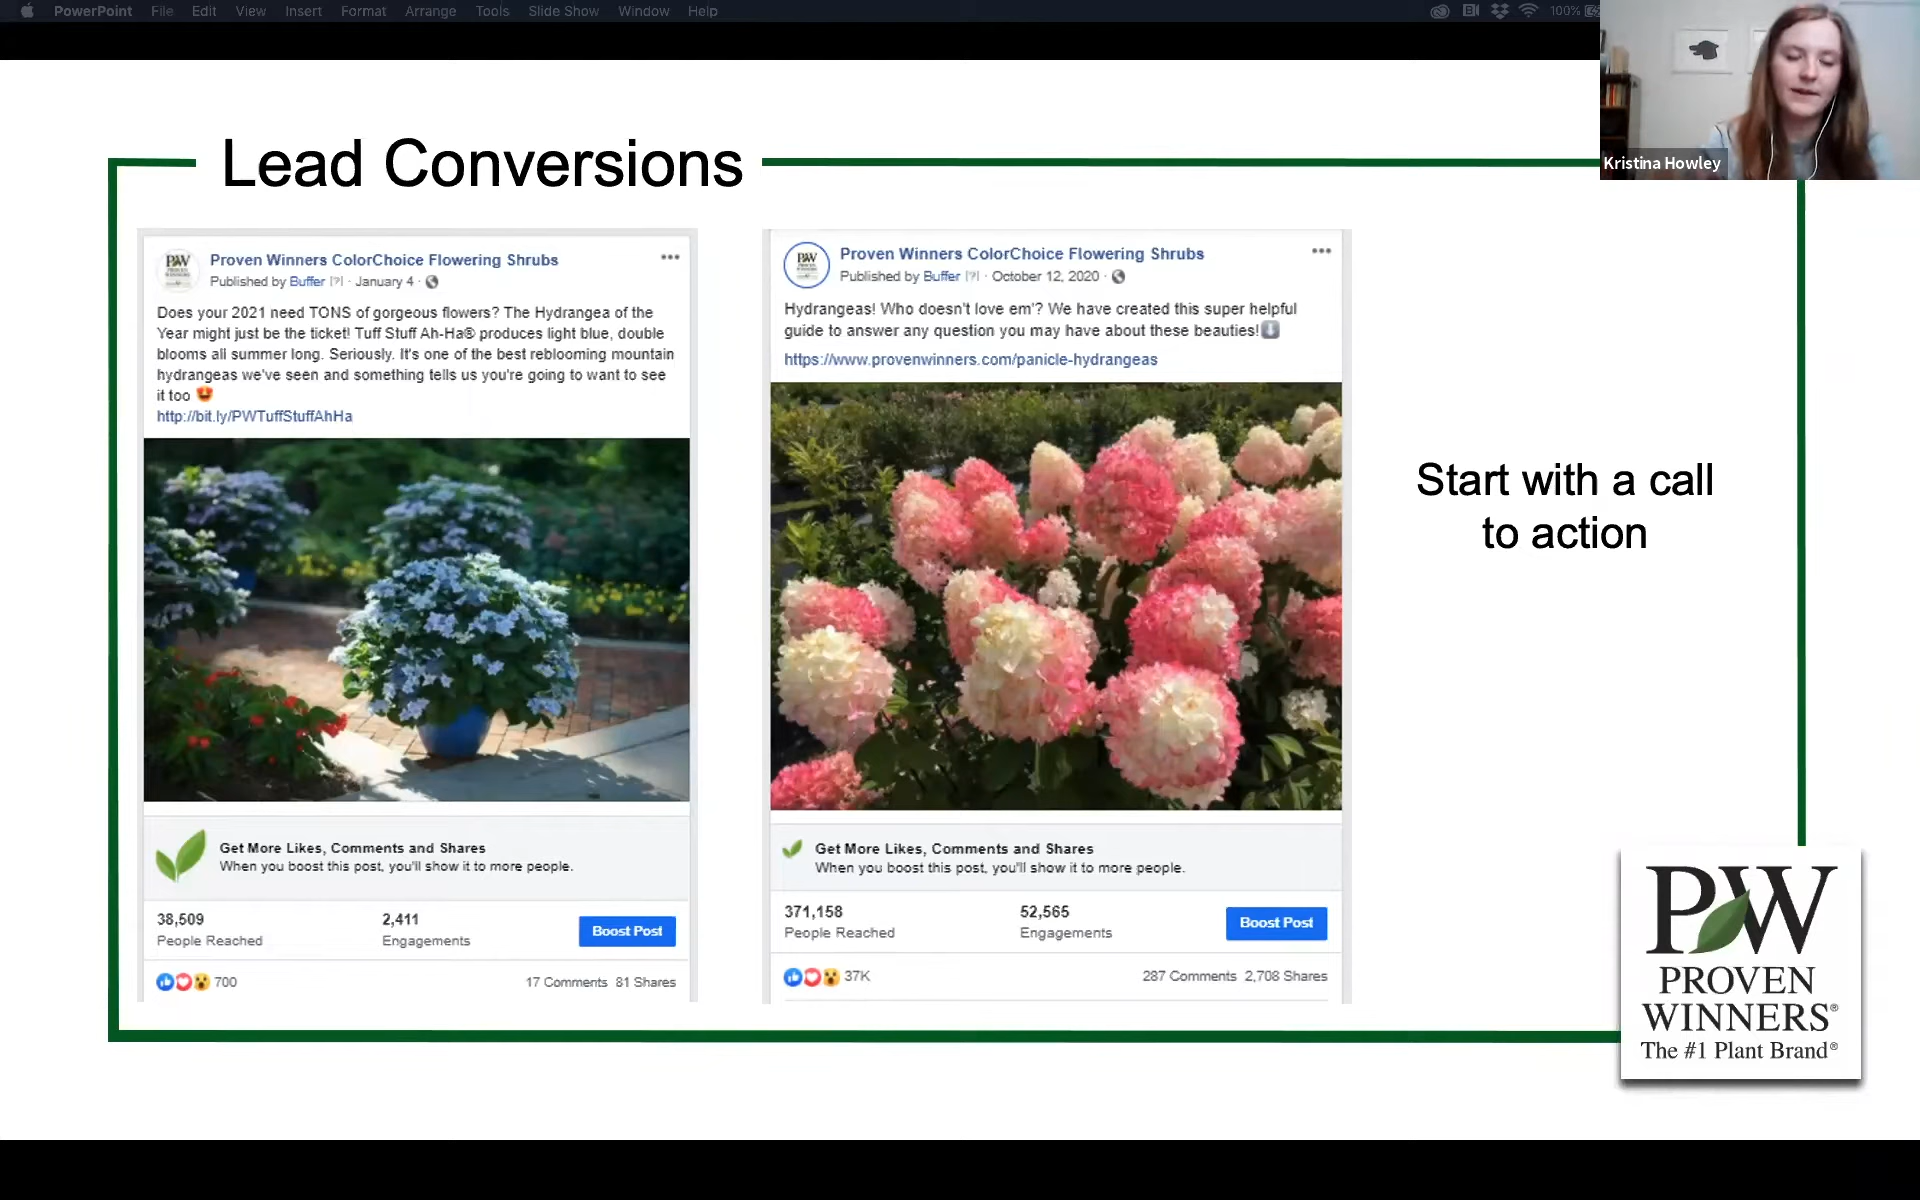 PowerPoint File Edit View Insert Format Arrange Tools Slide Show Window Help
100%
Kristina Howley
Lead Conversions
PW
PROVEN
WINNERS
Proven Winners ColorChoice Flowering Shrubs
Published by Buffer [?] · January 4 ·
Does your 2021 need TONS of gorgeous flowers? The Hydrangea of the
Year might just be the ticket! Tuff Stuff Ah-Ha® produces light blue, double
blooms all summer long. Seriously. It's one of the best reblooming mountain
hydrangeas we've seen and something tells us you're going to want to see
it too 😍
http://bit.ly/PWTuffStuffAhHa
Get More Likes, Comments and Shares
When you boost this post, you'll show it to more people.
38,509
People Reached
2,411
Engagements
Boost Post
700
17 Comments 81 Shares
PW
PROVEN
WINNERS
Proven Winners ColorChoice Flowering Shrubs
Published by Buffer [?] · October 12, 2020 ·
Hydrangeas! Who doesn't love em'? We have created this super helpful
guide to answer any question you may have about these beauties!⬇️
https://www.provenwinners.com/panicle-hydrangeas
Get More Likes, Comments and Shares
When you boost this post, you'll show it to more people.
371,158
People Reached
52,565
Engagements
Boost Post
37K
287 Comments 2,708 Shares
Start with a call
to action
PW
PROVEN
WINNERS®
The #1 Plant Brand®